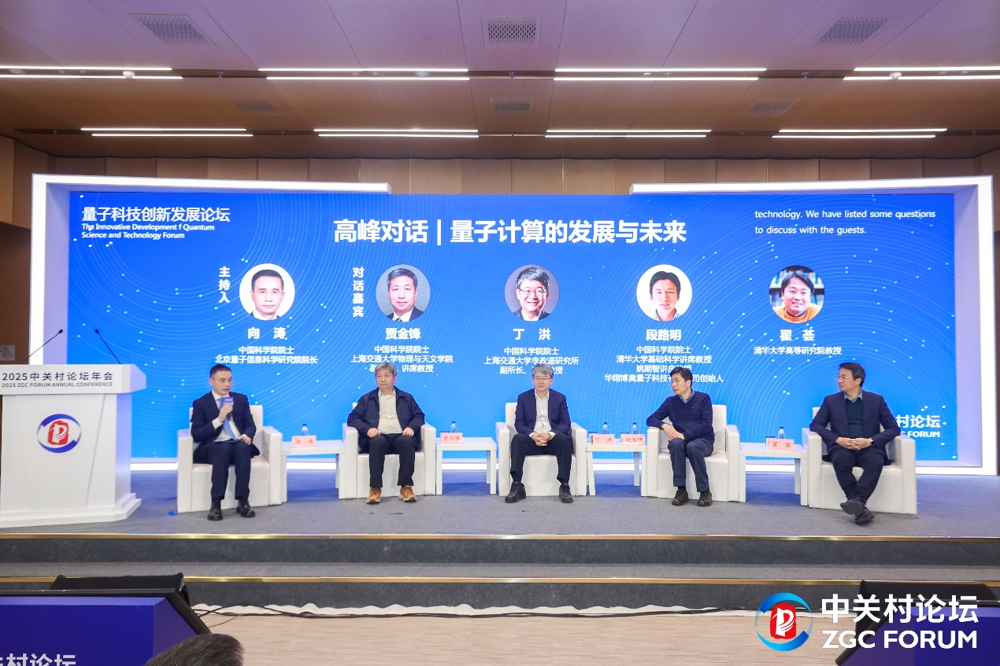 量子科技创新发展论坛
The Innovative Development f Quantum
Science and Technology Forum
高峰对话 | 量子计算的发展与未来
technology. We have listed some questions
to discuss with the guests.
主持人
向 涛
中国科学院院士
北京量子信息科学研究院院长
对话嘉宾
贾金锋
中国科学院院士
上海交通大学物理与天文学院
讲席教授
丁 洪
中国科学院院士
上海交通大学李政道研究所
副所长、
段路明
中国科学院院士
清华大学基础科学讲席教授
姚期智讲座
华翊博奥量子科技
司创始人
翟 荟
清华大学高等研究院教授
2025中关村论坛年会
2025 ZGC FORUM ANNUAL CONFERENCE
向 涛
贾金锋
丁 洪
段路明
翟 荟
村论坛
FORUM
村论坛
中关村论坛
ZGC FORUM